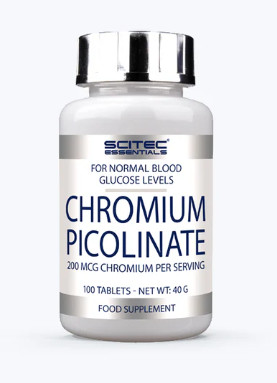 SCITEC
ESSENTIALS
FOR NORMAL BLOOD
GLUCOSE LEVELS
CHROMIUM
PICOLINATE
200 MCG CHROMIUM PER SERVING
100 TABLETS - NET WT: 40 G
FOOD SUPPLEMENT